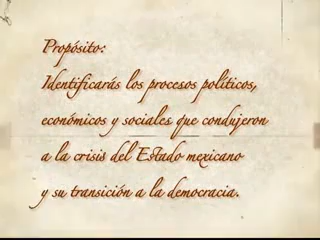 Propósito:
Identificarás los procesos políticos,
económicos y sociales que condujeron
a la crisis del Estado mexicano
y su transición a la democracia.